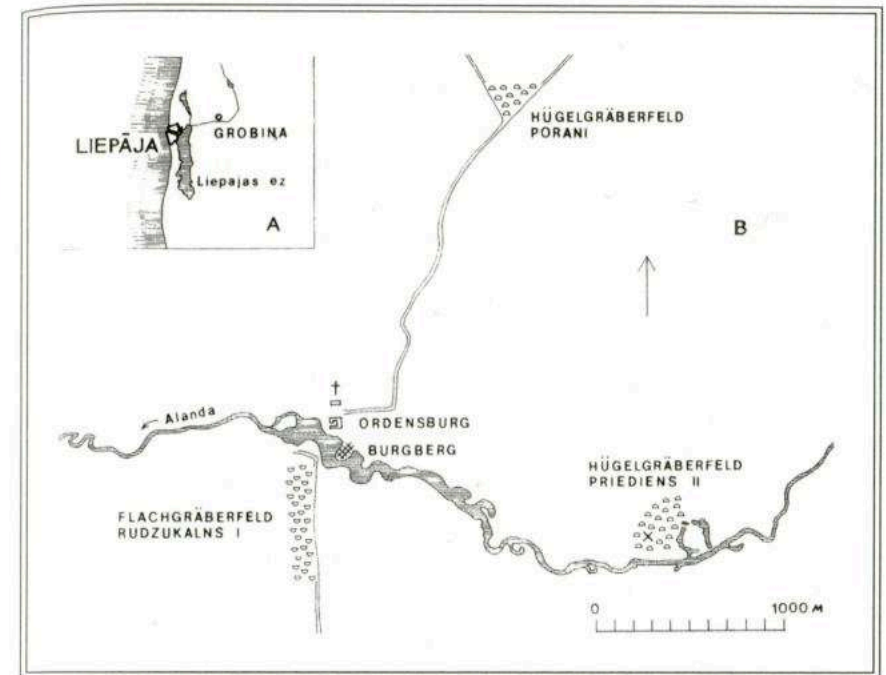 LIEPĀJA
GROBIŅA
Liepajas ez
A
HÜGELGRÄBERFELD
PORANI
B
†
Alanda
ORDENSBURG
BURGBERG
FLACHGRÄBERFELD
RUDZUKALNS I
HÜGELGRÄBERFELD
PRIEDIENS II
0 1000 M